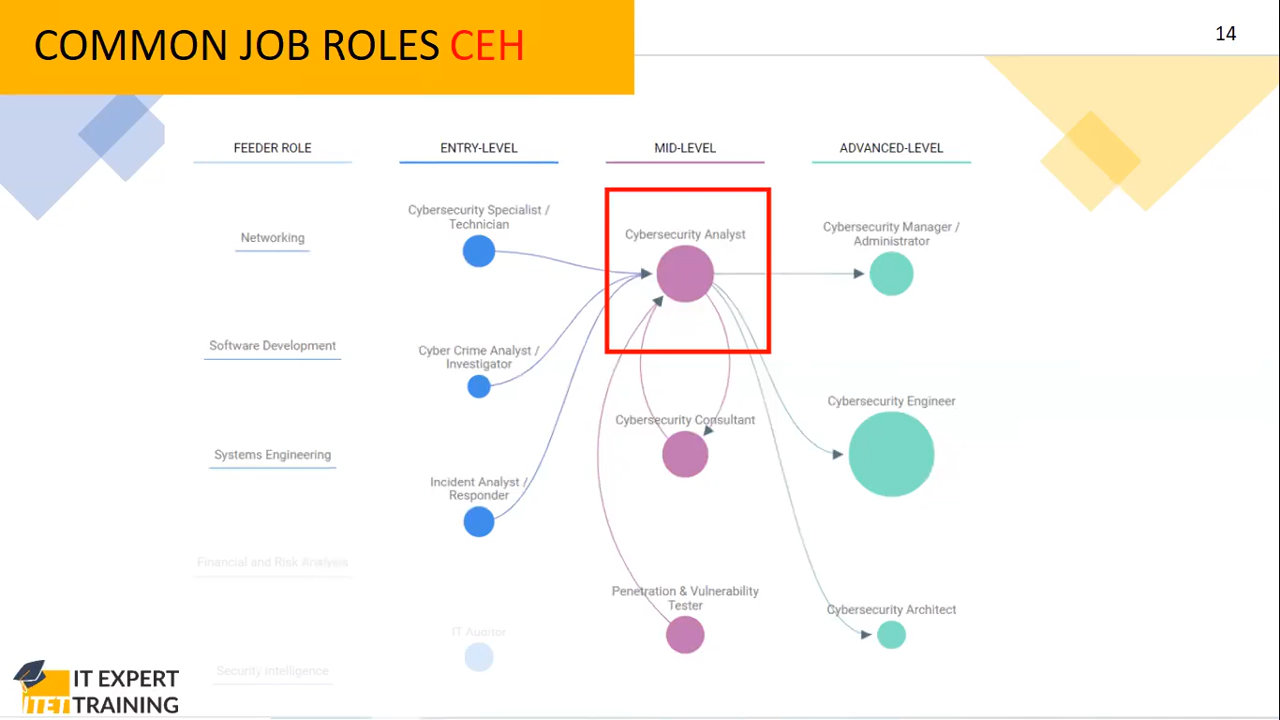 COMMON JOB ROLES CEH
14
FEEDER ROLE
ENTRY-LEVEL
MID-LEVEL
ADVANCED-LEVEL
Networking
Software Development
Systems Engineering
Financial and Risk Analysis
Security Intelligence
Cybersecurity Specialist /
Technician
Cyber Crime Analyst /
Investigator
Incident Analyst /
Responder
IT Auditor
Cybersecurity Analyst
Cybersecurity Consultant
Penetration & Vulnerability
Tester
Cybersecurity Manager /
Administrator
Cybersecurity Engineer
Cybersecurity Architect
IT EXPERT
ITET TRAINING